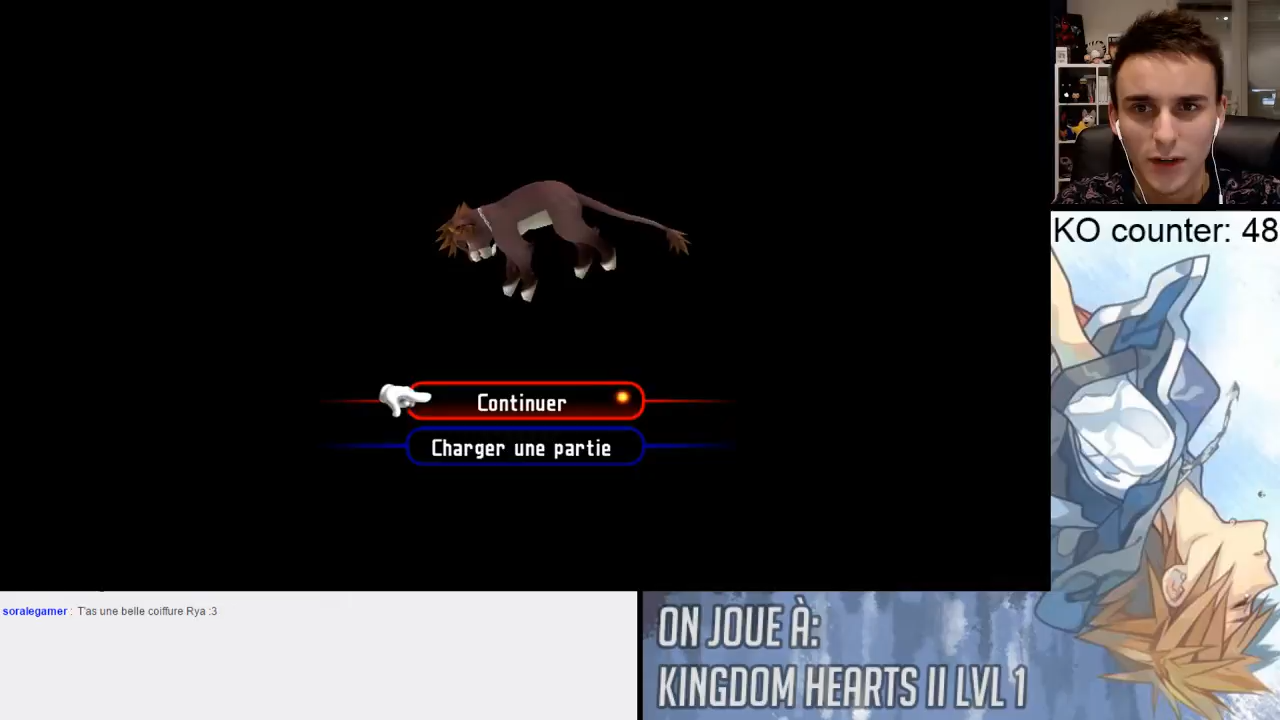 KO counter: 48
Continuer
Charger une partie
soralegamer : T'as une belle coiffure Rya :3
ON JOUE À:
KINGDOM HEARTS II LVL 1